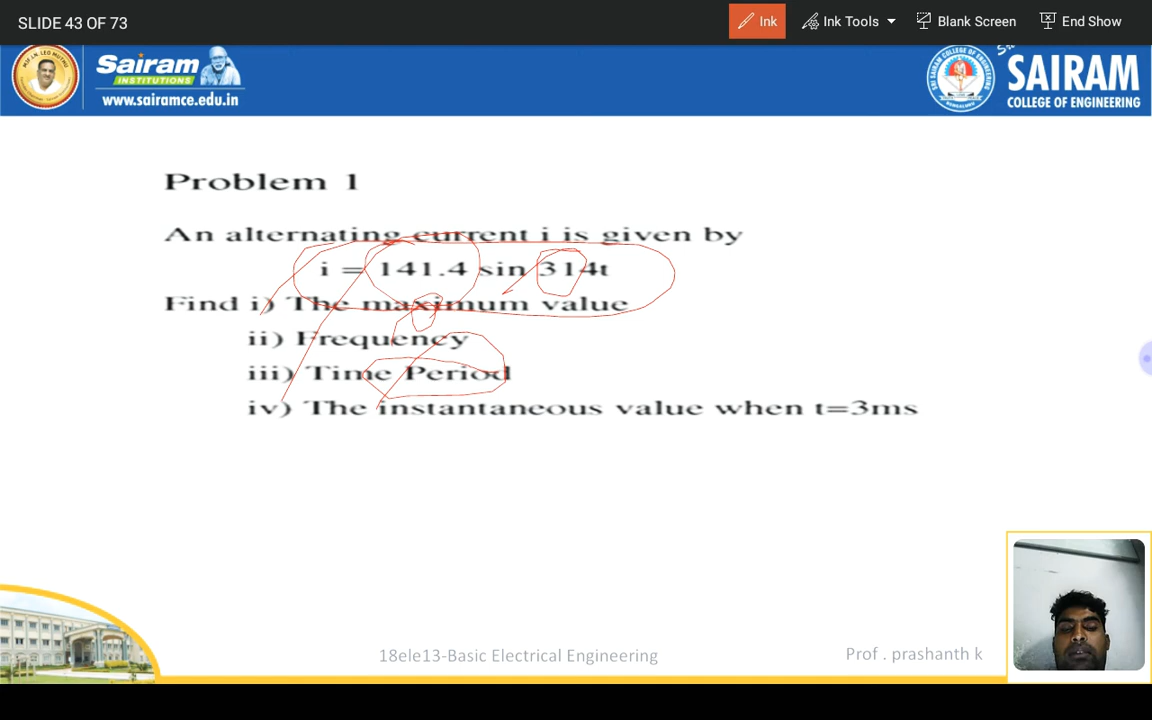 SLIDE 43 OF 73
Ink
Ink Tools
Blank Screen
End Show
Sairam
INSTITUTIONS
www.sairamce.edu.in
SAIRAM
COLLEGE OF ENGINEERING
Problem 1
An alternating current i is given by
i = 141.4 sin 314t
Find i) The maximum value
ii) Frequency
iii) Time Period
iv) The instantaneous value when t=3ms
18ele13-Basic Electrical Engineering
Prof . prashanth k